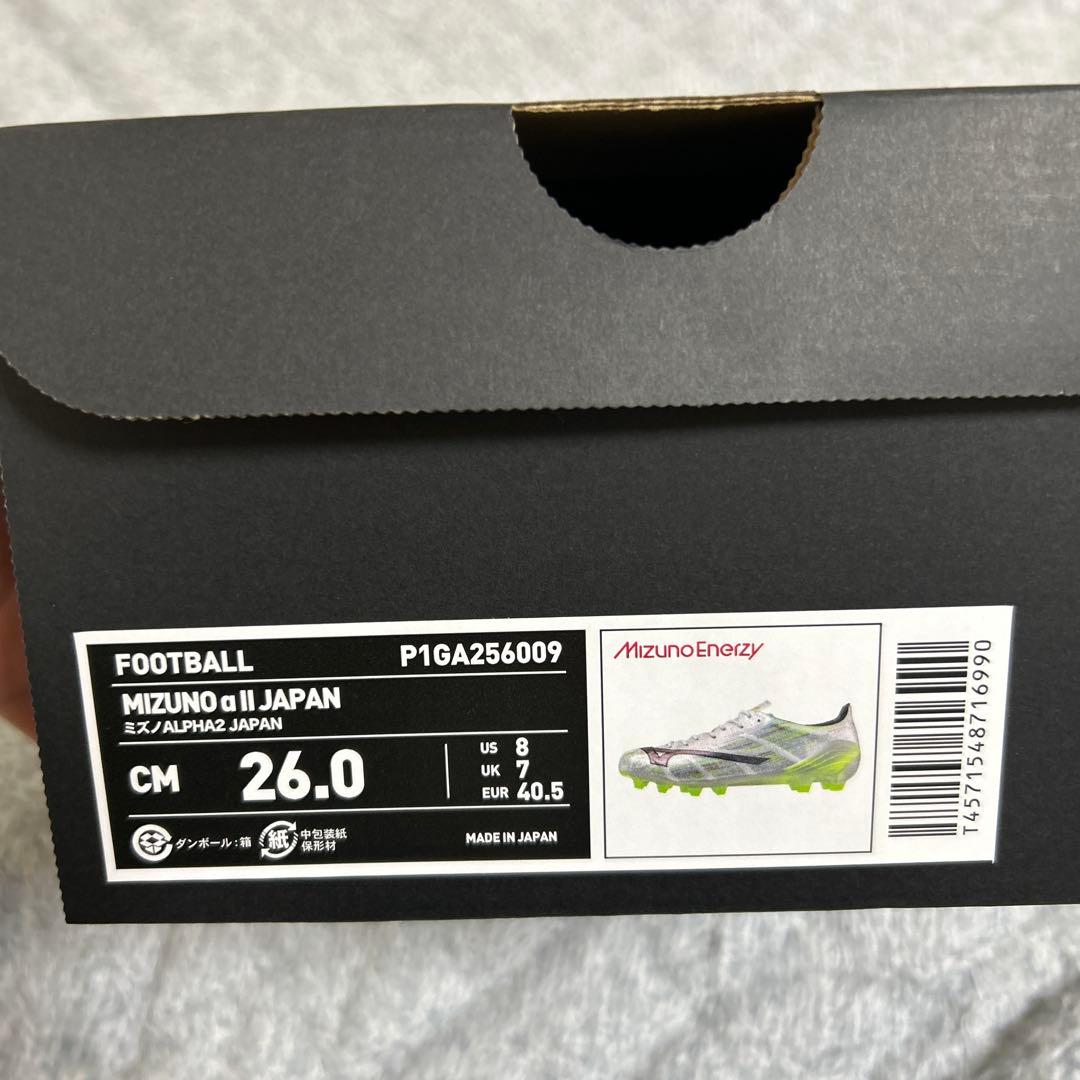 FOOTBALL P1GA256009
MIZUNO α II JAPAN
ミズノALPHA2 JAPAN
CM 26.0
US 8
UK 7
EUR 40.5
ダンボール:箱 紙 中包装紙
保形材
MADE IN JAPAN
MizunoEnerzy
T4571548716990